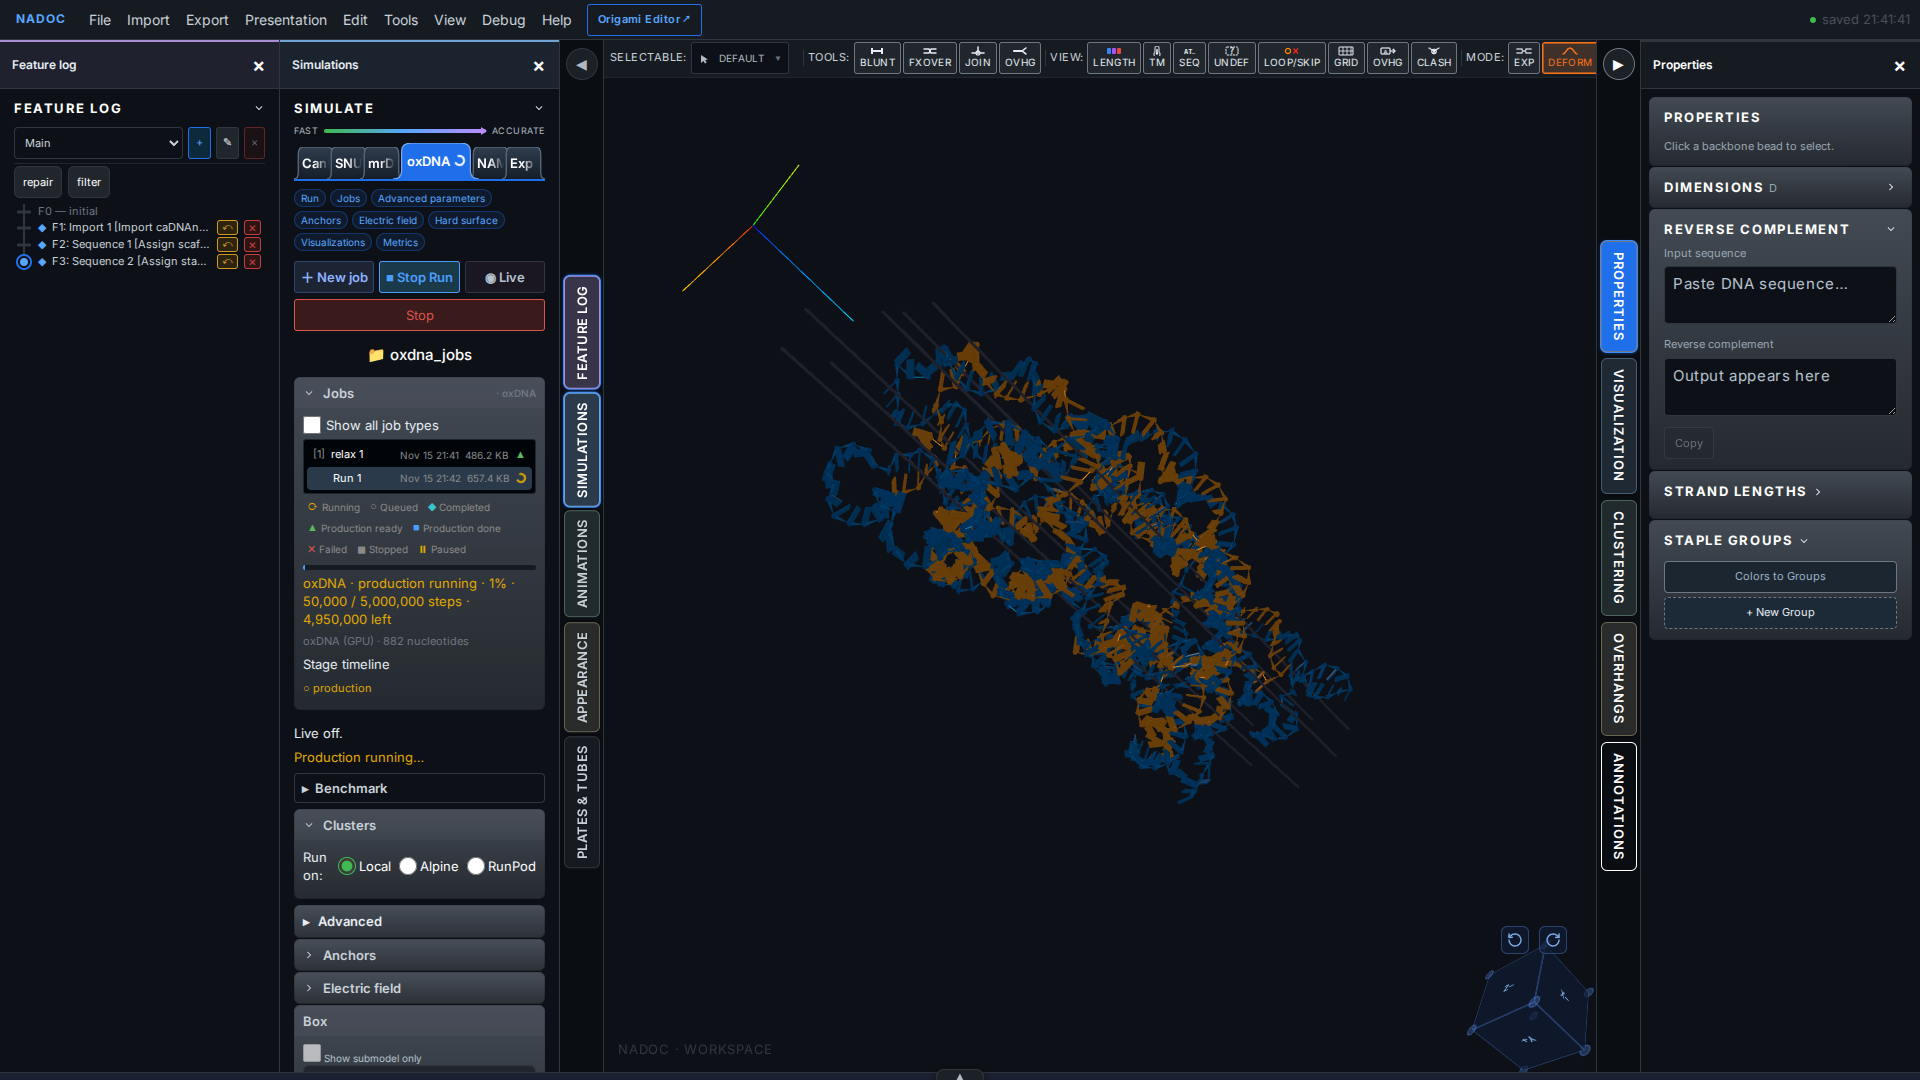 NADOC File Import Export Presentation Edit Tools View Debug Help Origami Editor↗ saved 21:41:41
Feature log ×
FEATURE LOG
Main + ✎ ×
repair filter
F0 — initial
F1: Import 1 [Import caDNAn...
F2: Sequence 1 [Assign scaf...
F3: Sequence 2 [Assign sta...
Simulations ×
SIMULATE
FAST ACCURATE
Can SNU mrD oxDNA NAM Exp
Run Jobs Advanced parameters
Anchors Electric field Hard surface
Visualizations Metrics
+ New job ■ Stop Run ◉ Live
Stop
📁 oxdna_jobs
Jobs · oxDNA
Show all job types
[1] relax 1 Nov 15 21:41 486.2 KB ▲
Run 1 Nov 15 21:42 657.4 KB
Running ○ Queued ◆ Completed
▲ Production ready ■ Production done
✕ Failed ■ Stopped ⏸ Paused
oxDNA · production running · 1% ·
50,000 / 5,000,000 steps ·
4,950,000 left
oxDNA (GPU) · 882 nucleotides
Stage timeline
○ production
Live off.
Production running...
▶ Benchmark
Clusters
Run on: Local Alpine RunPod
▶ Advanced
Anchors
Electric field
Box
Show submodel only
FEATURE LOG
SIMULATIONS
ANIMATIONS
APPEARANCE
PLATES & TUBES
SELECTABLE: DEFAULT ▾ TOOLS: BLUNT FXOVER JOIN OVHG VIEW: LENGTH TM SEQ UNDEF LOOP/SKIP GRID OVHG CLASH MODE: EXP DEFORM
NADOC · WORKSPACE
PROPERTIES
VISUALIZATION
CLUSTERING
OVERHANGS
ANNOTATIONS
Properties ×
PROPERTIES
Click a backbone bead to select.
DIMENSIONS D
REVERSE COMPLEMENT
Input sequence
Paste DNA sequence...
Reverse complement
Output appears here
Copy
STRAND LENGTHS
STAPLE GROUPS
Colors to Groups
+ New Group